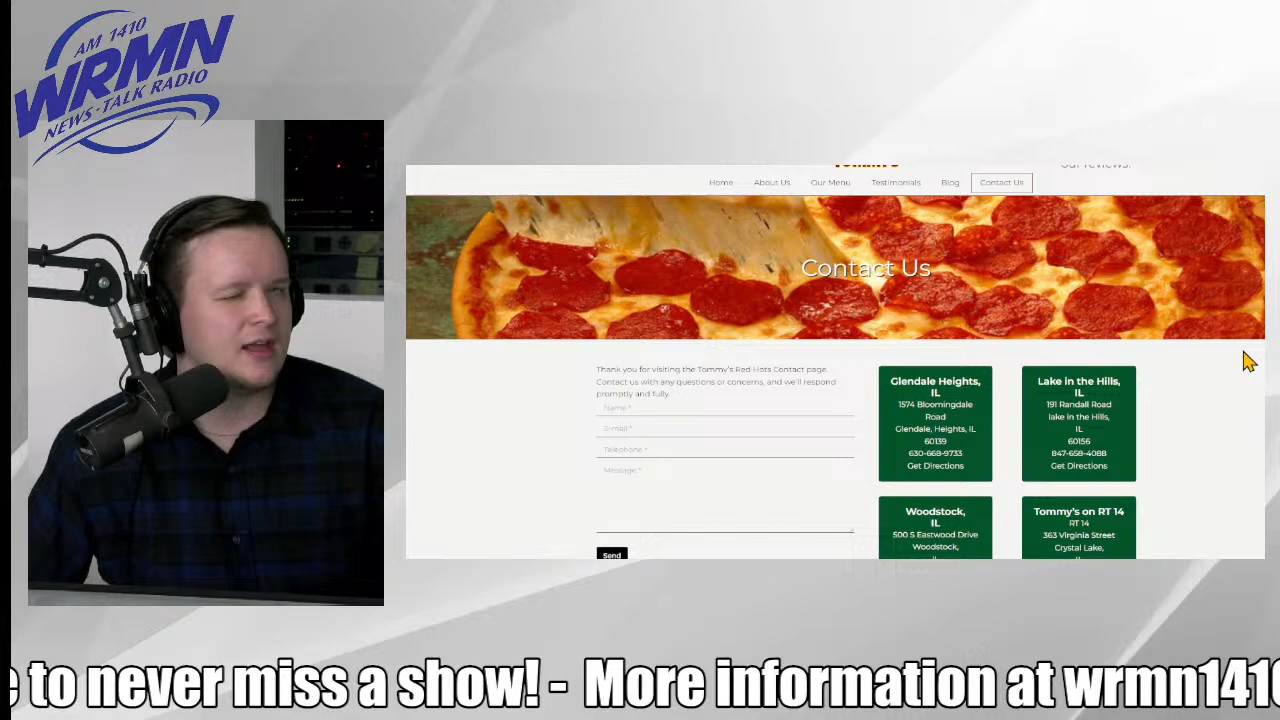 AM 1410
WRMN
NEWS·TALK RADIO
Home About Us Our Menu Testimonials Blog Contact Us
Contact Us
Thank you for visiting the Tommy's Red Hots Contact page.
Contact us with any questions or concerns, and we'll respond
promptly and fully.
Name *
E-mail *
Telephone *
Message *
Send
Glendale Heights,
IL
1574 Bloomingdale
Road
Glendale, Heights, IL
60139
630-668-9733
Get Directions
Lake in the Hills,
IL
191 Randall Road
lake in the Hills,
IL
60156
847-658-4088
Get Directions
Woodstock,
IL
500 S Eastwood Drive
Woodstock,
Tommy's on RT 14
RT 14
363 Virginia Street
Crystal Lake,
e to never miss a show! - More information at wrmn1410